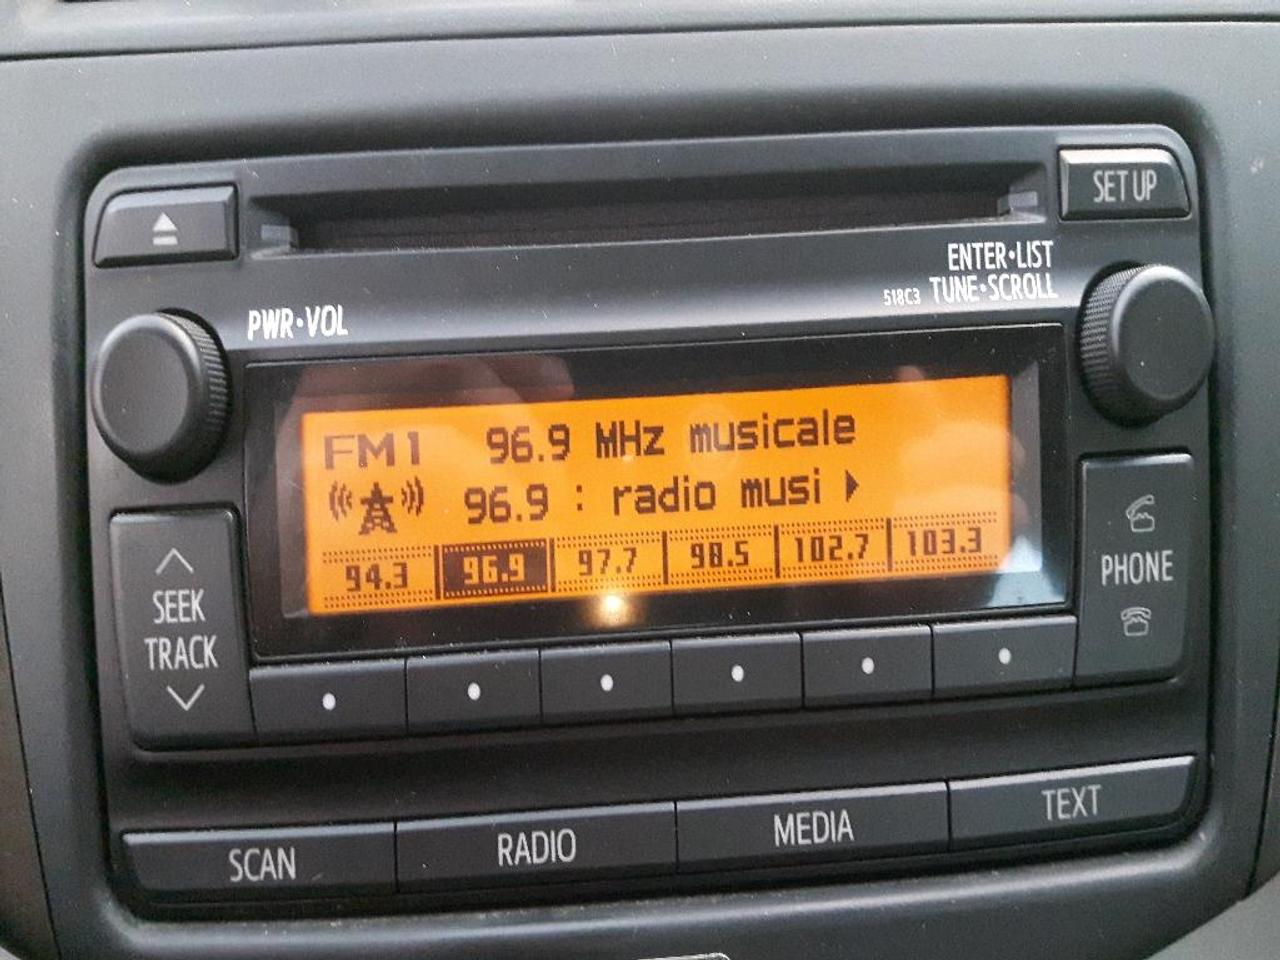 SET UP
ENTER•LIST
518C3 TUNE•SCROLL
PWR•VOL
FM1 96.9 MHz musicale
96.9 : radio musi
94.3 96.9 97.7 98.5 102.7 103.3
SEEK
TRACK
PHONE
SCAN RADIO MEDIA TEXT